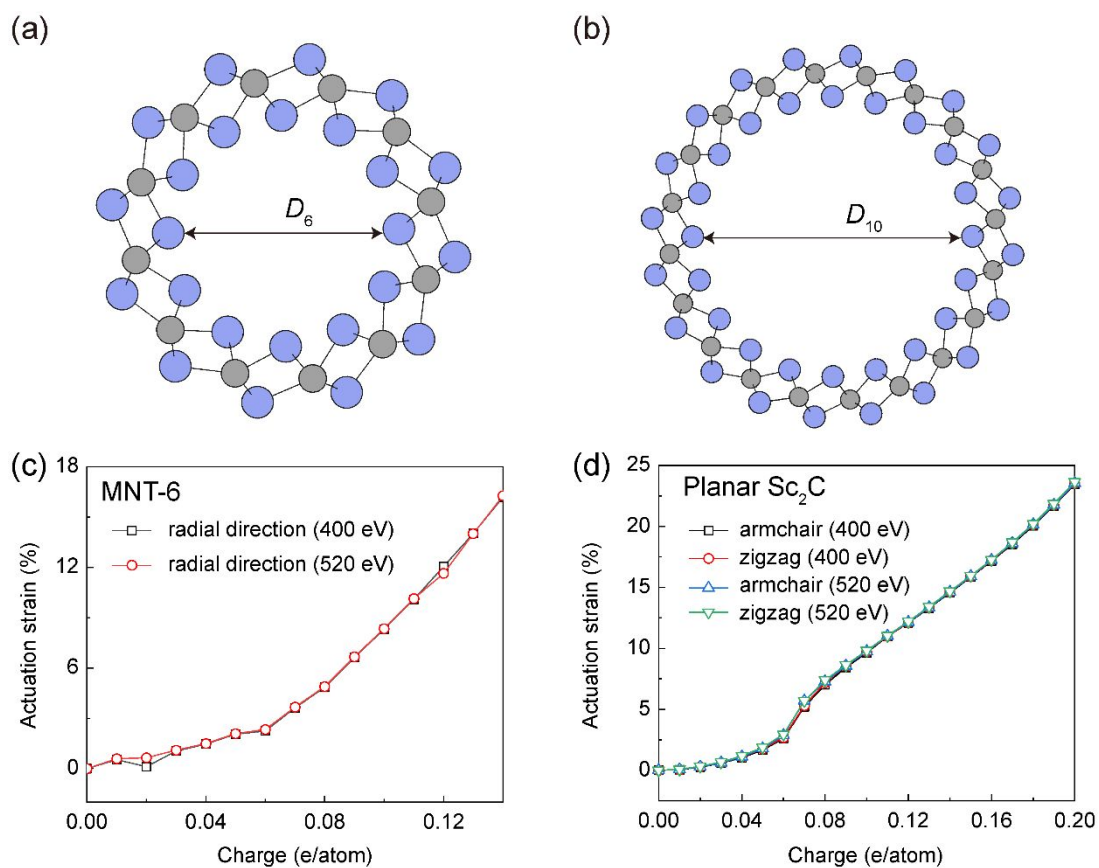 (a)
(b)
D6
D10
(c)
MNT-6
radial direction (400 eV)
radial direction (520 eV)
Actuation strain (%)
18
12
6
0
0.00 0.04 0.08 0.12
Charge (e/atom)
(d)
Planar Sc2C
armchair (400 eV)
zigzag (400 eV)
armchair (520 eV)
zigzag (520 eV)
Actuation strain (%)
25
20
15
10
5
0
0.00 0.04 0.08 0.12 0.16 0.20
Charge (e/atom)